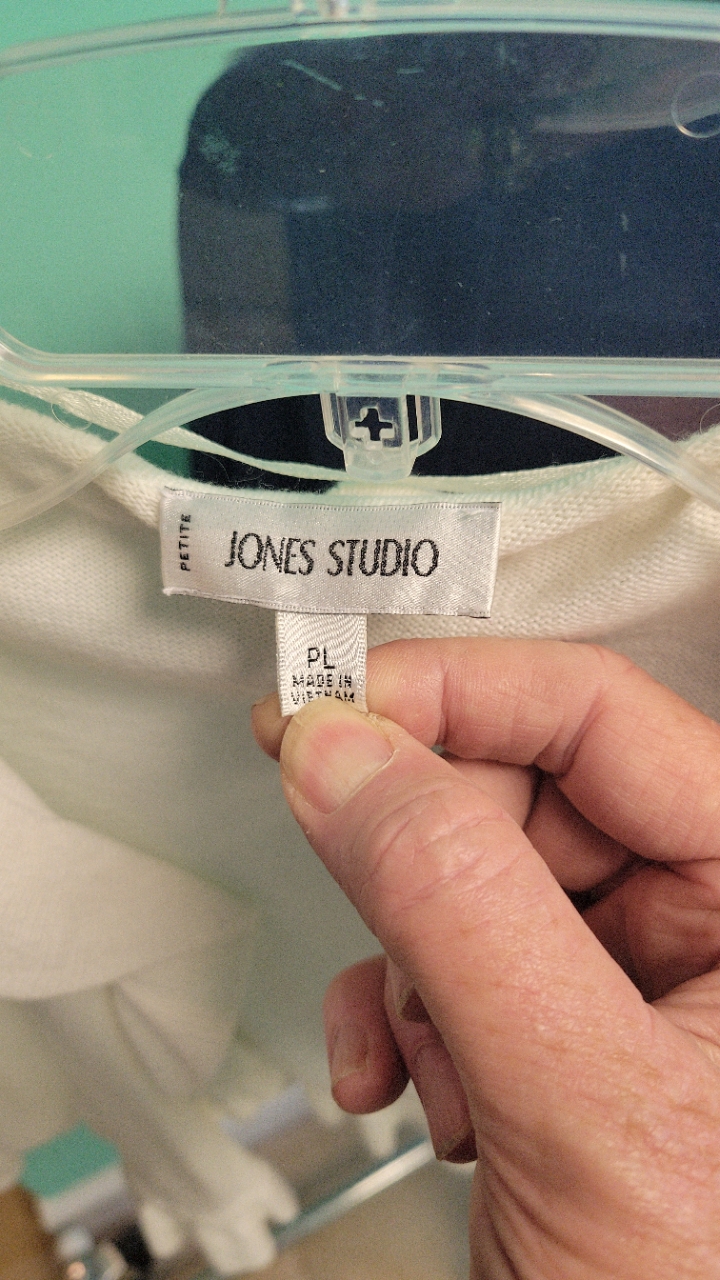 PETITE
JONES STUDIO
PL
MADE IN
VIETNAM